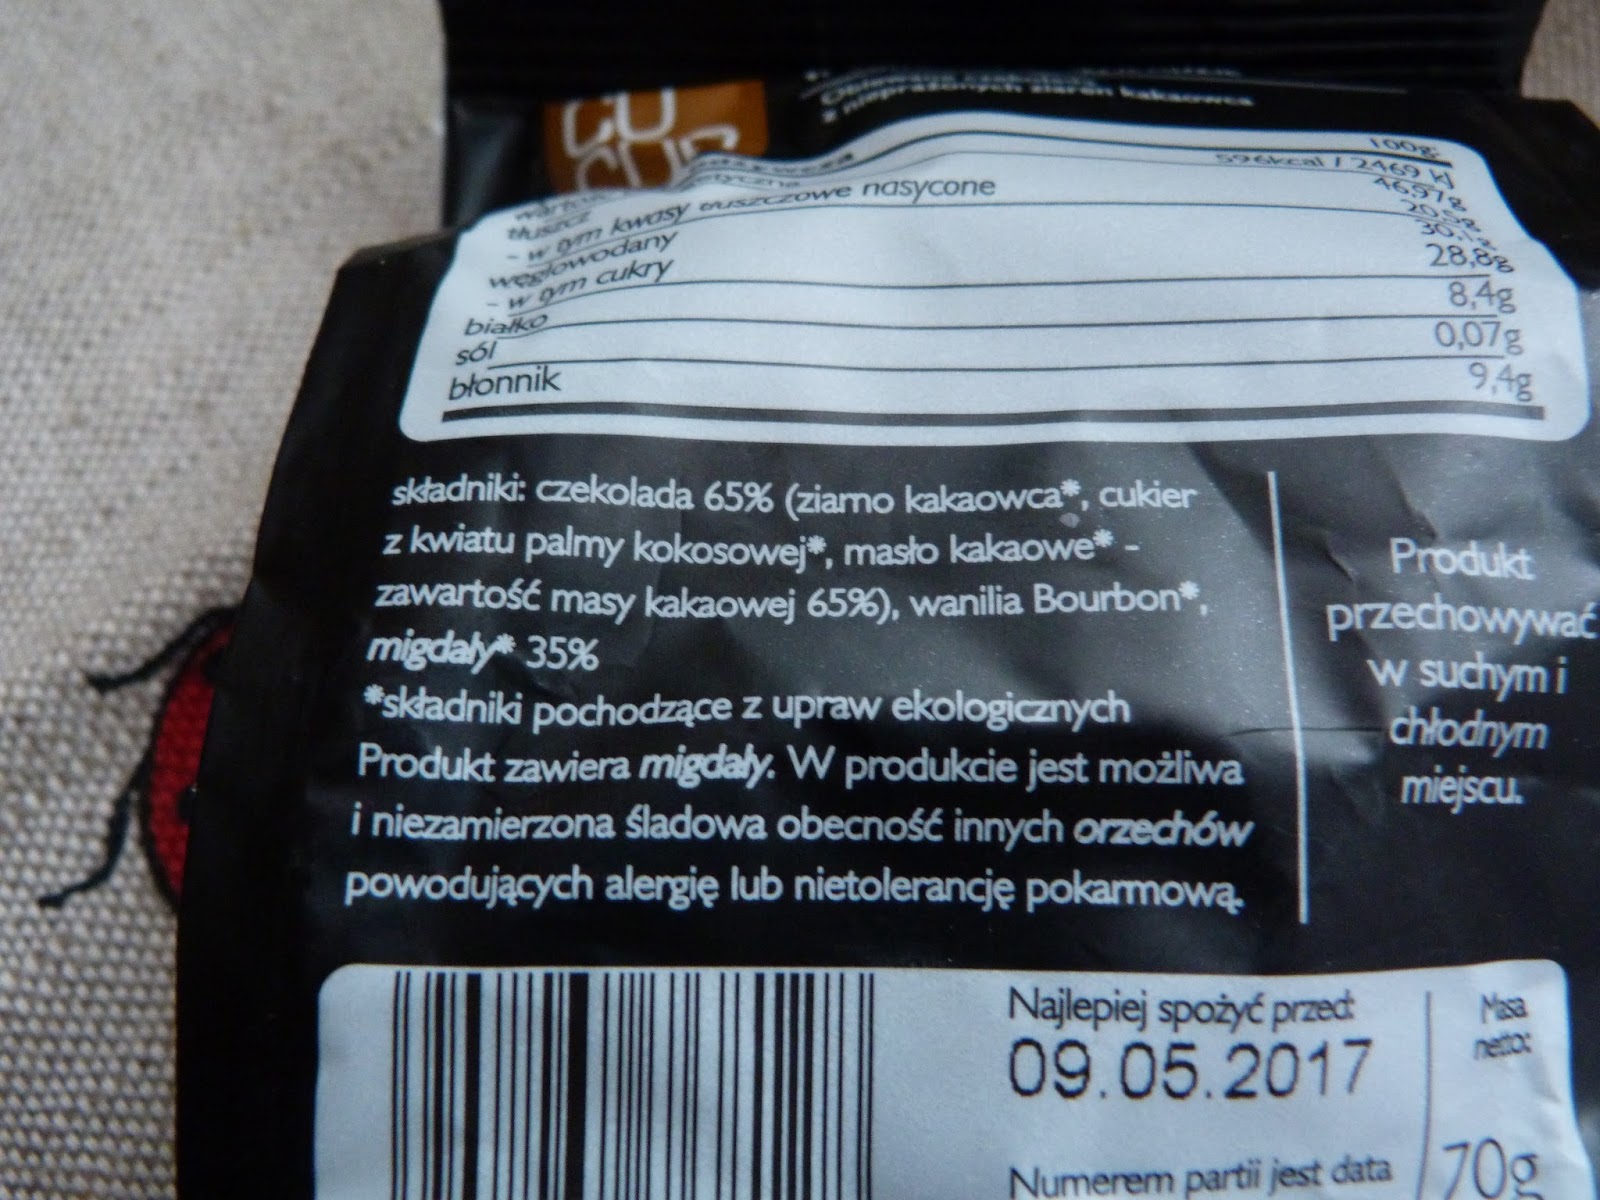 CO
z nieprażonych ziaren kakaowca
100g
596kcal / 2469 kJ
tłuszcz
- w tym kwasy tłuszczowe nasycone
węglowodany
- w tym cukry 28,8g
białko 8,4g
sól 0,07g
błonnik 9,4g
składniki: czekolada 65% (ziarno kakaowca*, cukier
z kwiatu palmy kokosowej*, masło kakaowe* -
zawartość masy kakaowej 65%), wanilia Bourbon*,
migdały* 35%
*składniki pochodzące z upraw ekologicznych
Produkt zawiera migdały. W produkcie jest możliwa
i niezamierzona śladowa obecność innych orzechów
powodujących alergię lub nietolerancję pokarmową.
Produkt
przechowywać
w suchym i
chłodnym
miejscu.
Najlepiej spożyć przed:
09.05.2017
Numerem partii jest data
Masa
netto:
70g